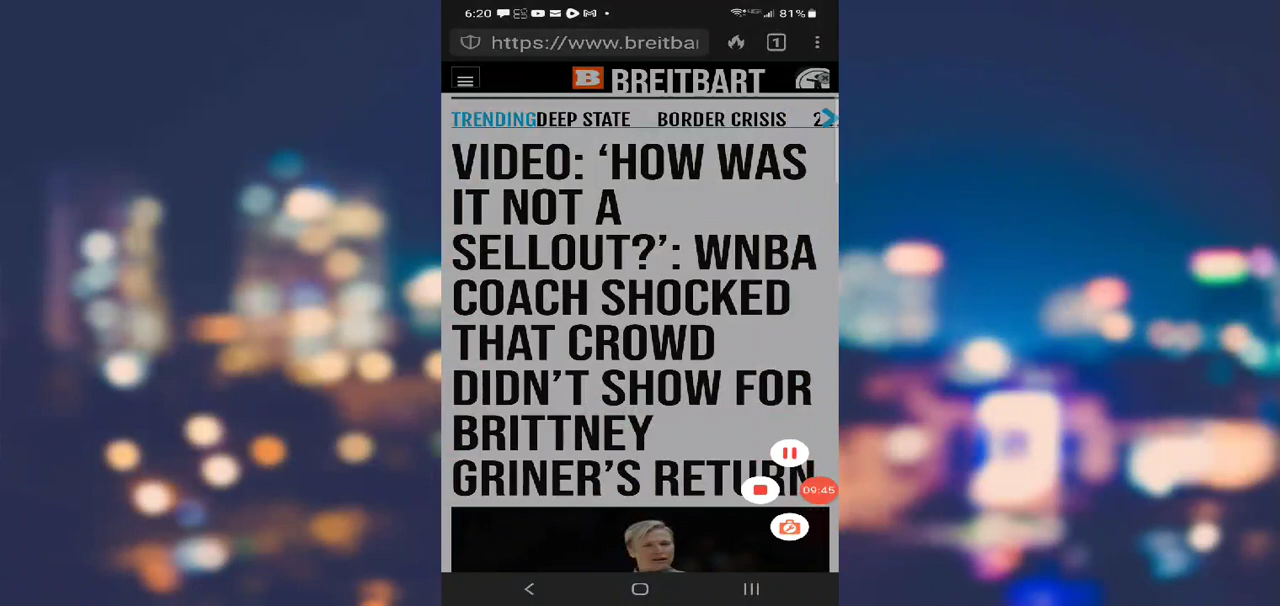 6:20
81%
https://www.breitba
1
B BREITBART
TRENDING DEEP STATE BORDER CRISIS
VIDEO: ‘HOW WAS
IT NOT A
SELLOUT?’: WNBA
COACH SHOCKED
THAT CROWD
DIDN’T SHOW FOR
BRITTNEY
GRINER’S RETURN
09:45